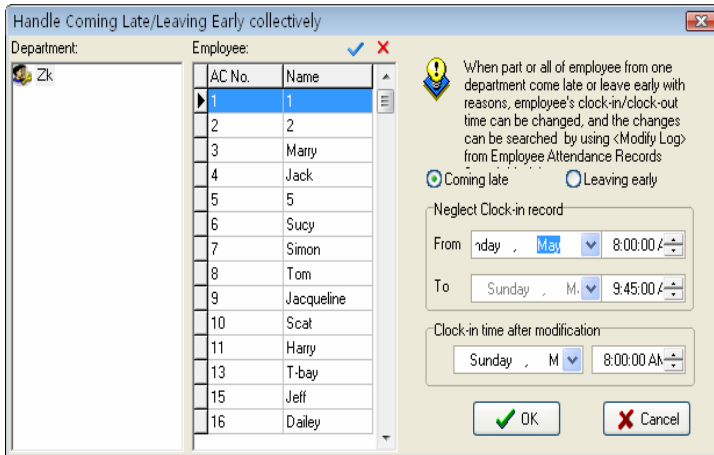 Handle Coming Late/Leaving Early collectively
Department:
Zk
Employee:
AC No. Name
1 1
2 2
3 Marry
4 Jack
5 5
6 Sucy
7 Simon
8 Tom
9 Jacqueline
10 Scat
11 Harry
13 T-bay
15 Jeff
16 Dailey
When part or all of employee from one
department come late or leave early with
reasons, employee's clock-in/clock-out
time can be changed, and the changes
can be searched by using <Modify Log>
from Employee Attendance Records
Coming late Leaving early
Neglect Clock-in record
From nday , May 8:00:00 A
To Sunday , M. 9:45:00 A
Clock-in time after modification
Sunday , M 8:00:00 AM
OK Cancel